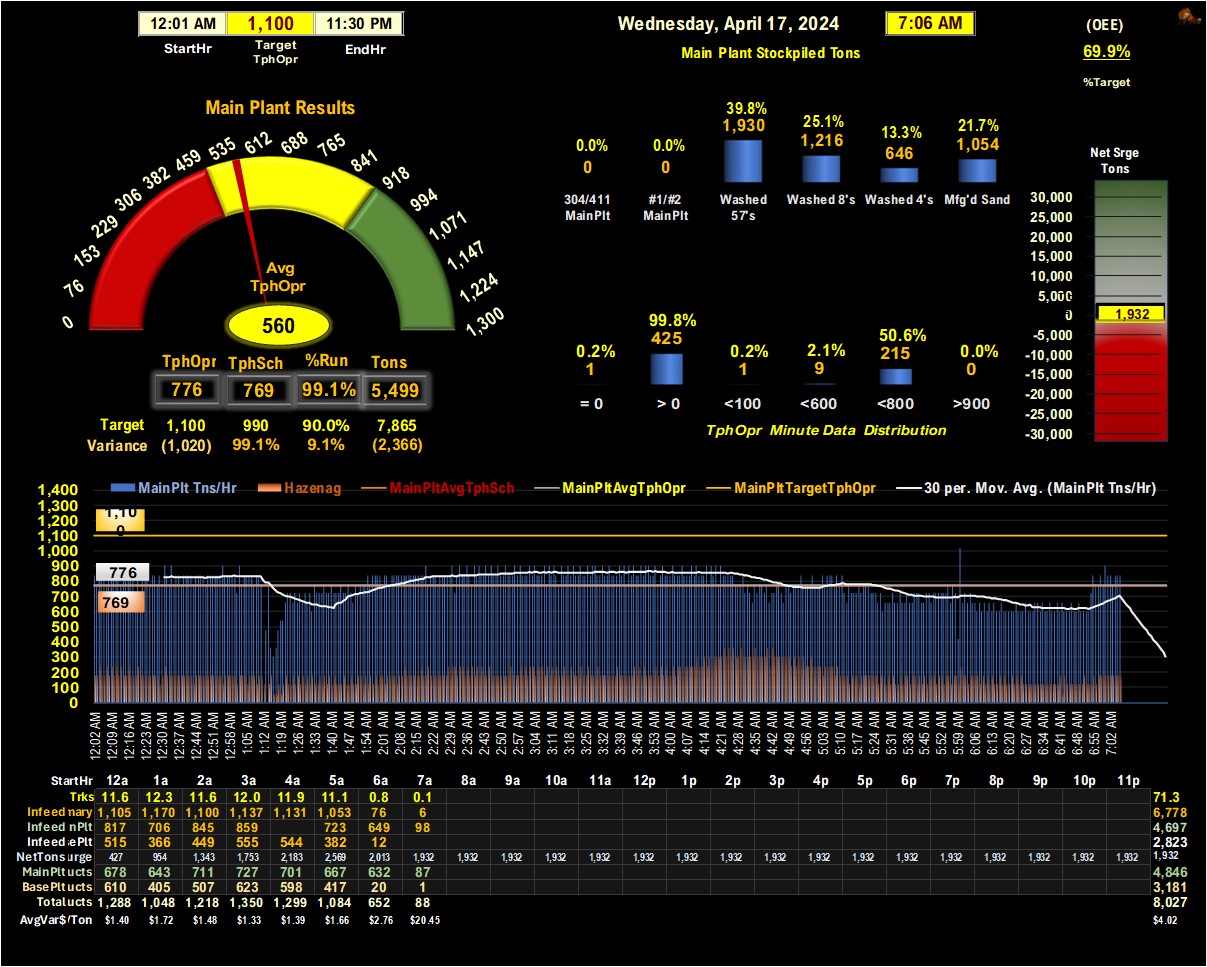 12:01 AM 1,100 11:30 PM
StartHr Target TphOpr EndHr
Wednesday, April 17, 2024 7:06 AM
Main Plant Stockpiled Tons
(OEE)
69.9%
%Target
Main Plant Results
0 76 153 229 306 382 459 535 612 688 765 841 918 994 1,071 1,147 1,224 1,300
Avg
TphOpr
560
TphOpr TphSch %Run Tons
776 769 99.1% 5,499
Target 1,100 990 90.0% 7,865
Variance (1,020) 99.1% 9.1% (2,366)
0.0% 0.0% 39.8% 25.1% 13.3% 21.7%
0 0 1,930 1,216 646 1,054
304/411 MainPlt #1/#2 MainPlt Washed 57's Washed 8's Washed 4's Mfg'd Sand
0.2% 99.8% 0.2% 2.1% 50.6% 0.0%
1 425 1 9 215 0
= 0 > 0 <100 <600 <800 >900
TphOpr Minute Data Distribution
Net Srge
Tons
30,000
25,000
20,000
15,000
10,000
5,000
0
1,932
-5,000
-10,000
-15,000
-20,000
-25,000
-30,000
MainPlt Tns/Hr Hazenag MainPltAvgTphSch MainPltAvgTphOpr MainPltTargetTphOpr 30 per. Mov. Avg. (MainPlt Tns/Hr)
1,400
1,300
1,200
1,100
1,000
900
800
700
600
500
400
300
200
100
0
1,100
776
769
12:02 AM 12:09 AM 12:16 AM 12:23 AM 12:30 AM 12:37 AM 12:44 AM 12:51 AM 12:58 AM 1:05 AM 1:12 AM 1:19 AM 1:26 AM 1:33 AM 1:40 AM 1:47 AM 1:54 AM 2:01 AM 2:08 AM 2:15 AM 2:22 AM 2:29 AM 2:36 AM 2:43 AM 2:50 AM 2:57 AM 3:04 AM 3:11 AM 3:18 AM 3:25 AM 3:32 AM 3:39 AM 3:46 AM 3:53 AM 4:00 AM 4:07 AM 4:14 AM 4:21 AM 4:28 AM 4:35 AM 4:42 AM 4:49 AM 4:56 AM 5:03 AM 5:10 AM 5:17 AM 5:24 AM 5:31 AM 5:38 AM 5:45 AM 5:52 AM 5:59 AM 6:06 AM 6:13 AM 6:20 AM 6:27 AM 6:34 AM 6:41 AM 6:48 AM 6:55 AM 7:02 AM
StartHr 12a 1a 2a 3a 4a 5a 6a 7a 8a 9a 10a 11a 12p 1p 2p 3p 4p 5p 6p 7p 8p 9p 10p 11p
Trks 11.6 12.3 11.6 12.0 11.9 11.1 0.8 0.1 71.3
Infeed mary 1,105 1,170 1,100 1,137 1,131 1,053 76 6 6,778
Infeed nPlt 817 706 845 859 723 649 98 4,697
Infeed ePlt 515 366 449 555 544 382 12 2,823
NetTons urge 427 954 1,343 1,753 2,183 2,569 2,013 1,932 1,932 1,932 1,932 1,932 1,932 1,932 1,932 1,932 1,932 1,932 1,932 1,932 1,932 1,932 1,932 1,932 1,932
MainPlt ucts 678 643 711 727 701 667 632 87 4,846
BasePlt ucts 610 405 507 623 598 417 20 1 3,181
Total ucts 1,288 1,048 1,218 1,350 1,299 1,084 652 88 8,027
AvgVar$/Ton $1.40 $1.72 $1.48 $1.33 $1.39 $1.66 $2.76 $20.45 $4.02